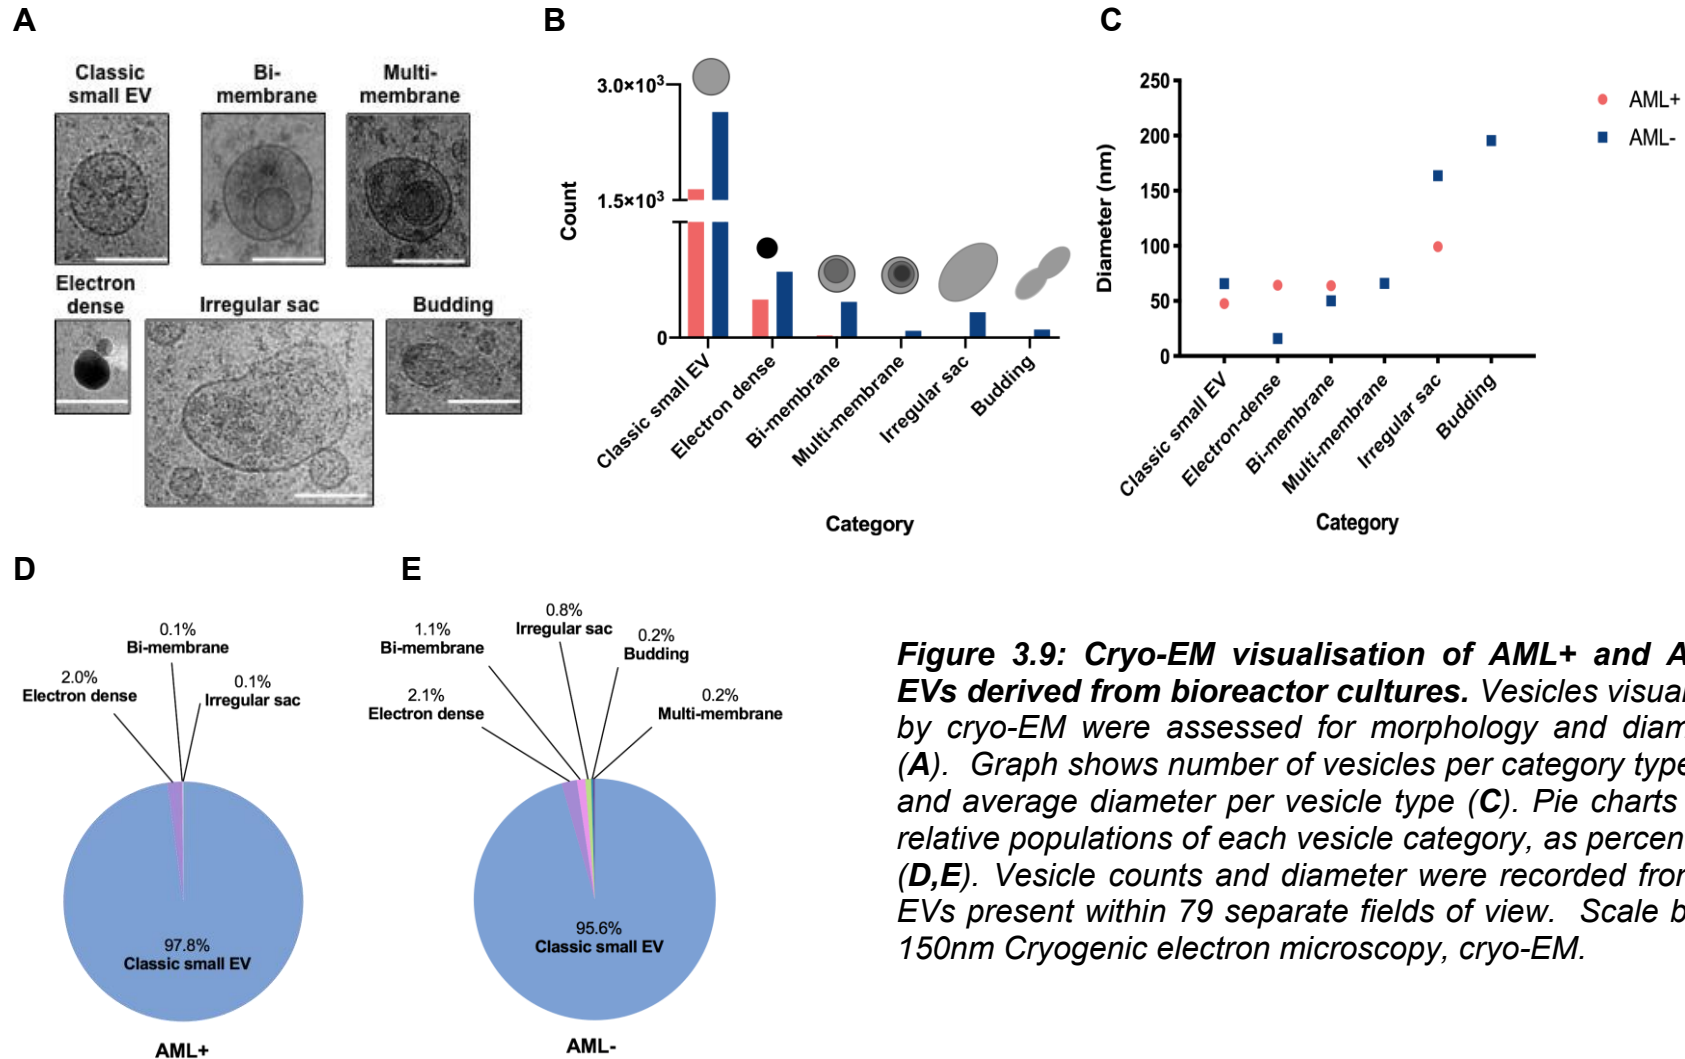 A
Classic
small EV
Bi-
membrane
Multi-
membrane
Electron
dense
Irregular sac
Budding
B
3.0×10³
1.5×10³
0
Count
Classic small EV
Electron dense
Bi-membrane
Multi-membrane
Irregular sac
Budding
Category
C
250
200
150
100
50
0
Diameter (nm)
Classic small EV
Electron-dense
Bi-membrane
Multi-membrane
Irregular sac
Budding
Category
AML+
AML-
D
0.1%
Bi-membrane
2.0%
Electron dense
0.1%
Irregular sac
97.8%
Classic small EV
AML+
E
0.8%
Irregular sac
1.1%
Bi-membrane
0.2%
Budding
2.1%
Electron dense
0.2%
Multi-membrane
95.6%
Classic small EV
AML-
Figure 3.9: Cryo-EM visualisation of AML+ and A
EVs derived from bioreactor cultures. Vesicles visual
by cryo-EM were assessed for morphology and diam
(A). Graph shows number of vesicles per category type
and average diameter per vesicle type (C). Pie charts
relative populations of each vesicle category, as percen
(D,E). Vesicle counts and diameter were recorded from
EVs present within 79 separate fields of view. Scale b
150nm Cryogenic electron microscopy, cryo-EM.